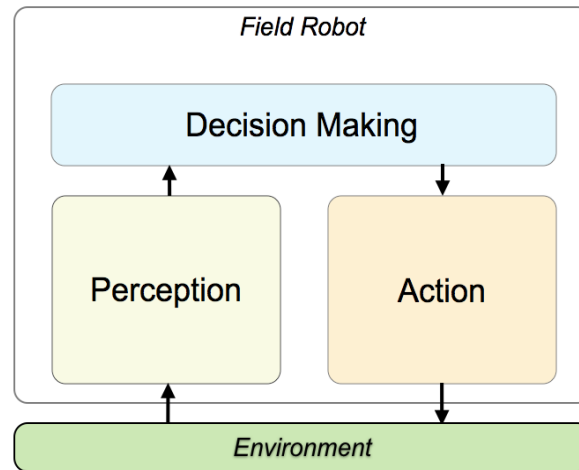 Field Robot
Decision Making
Perception
Action
Environment